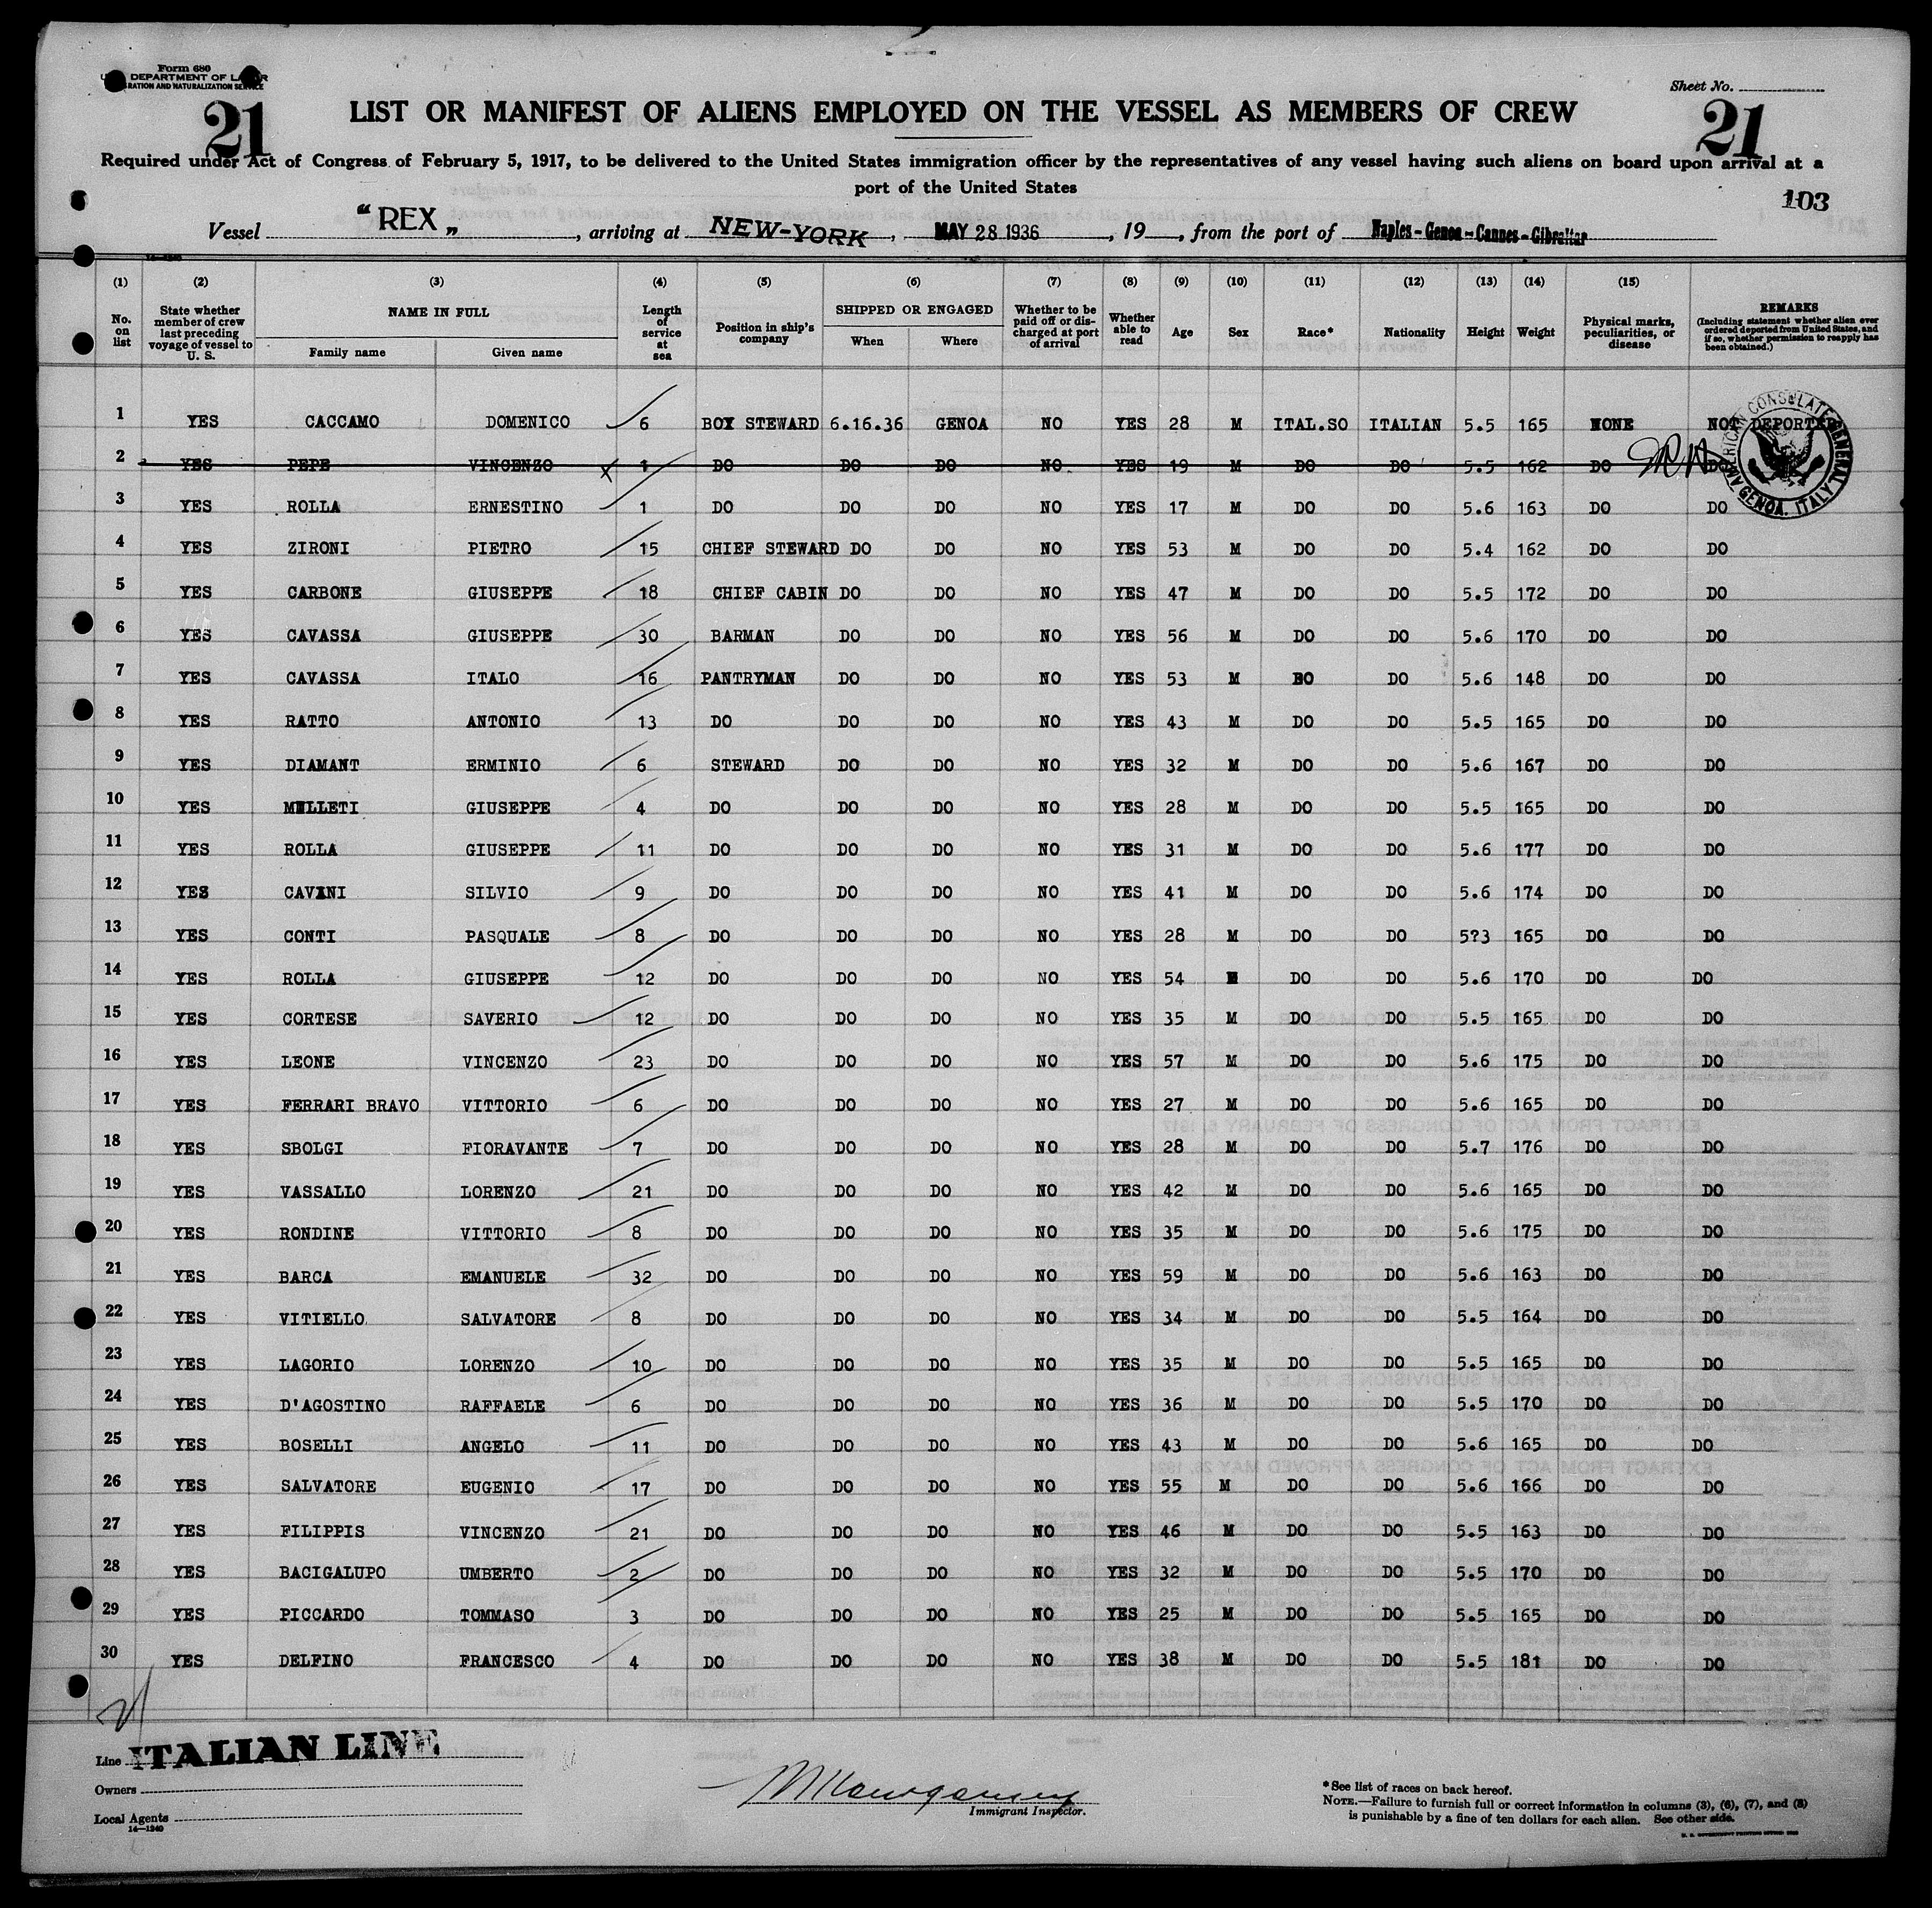 Form 680
DEPARTMENT OF LABOR
IMMIGRATION AND NATURALIZATION SERVICE
Sheet No.
21
21
LIST OR MANIFEST OF ALIENS EMPLOYED ON THE VESSEL AS MEMBERS OF CREW
Required under Act of Congress of February 5, 1917, to be delivered to the United States immigration officer by the representatives of any vessel having such aliens on board upon arrival at a
port of the United States
103
Vessel "REX", arriving at NEW-YORK, MAY 28 1936, 19, from the port of Naples-Genoa-Cannes-Gibraltar
(1) (2) (3) (4) (5) (6) (7) (8) (9) (10) (11) (12) (13) (14) (15)
No. on list
State whether member of crew last preceding voyage of vessel to U. S.
NAME IN FULL
Family name
Given name
Length of service at sea
Position in ship's company
SHIPPED OR ENGAGED
When
Where
Whether to be paid off or discharged at port of arrival
Whether able to read
Age
Sex
Race*
Nationality
Height
Weight
Physical marks, peculiarities, or disease
REMARKS
(Including statement whether alien ever ordered deported from United States, and if so, whether permission to reapply has been obtained.)
1 YES CACCAMO DOMENICO 6 BOY STEWARD 6.16.36 GENOA NO YES 28 M ITAL.SO ITALIAN 5.5 165 NONE NOT DEPORTED
2 YES PEPE VINCENZO x 1 DO DO DO NO. YES 19 M DO DO 5.5 162 DO DO
AMERICAN CONSULATE GENERAL GENOA. ITALY
3 YES ROLLA ERNESTINO 1 DO DO DO NO YES 17 M DO DO 5.6 163 DO DO
4 YES ZIRONI PIETRO 15 CHIEF STEWARD DO DO NO YES 53 M DO DO 5.4 162 DO DO
5 YES CARBONE GIUSEPPE 18 CHIEF CABIN DO DO NO YES 47 M DO DO 5.5 172 DO DO
6 YES CAVASSA GIUSEPPE 30 BARMAN DO DO NO YES 56 M DO DO 5.6 170 DO DO
7 YES CAVASSA ITALO 16 PANTRYMAN DO DO NO YES 53 M DO DO 5.6 148 DO DO
8 YES RATTO ANTONIO 13 DO DO DO NO YES 43 M DO DO 5.5 165 DO DO
9 YES DIAMANT ERMINIO 6 STEWARD DO DO NO YES 32 M DO DO 5.6 167 DO DO
10 YES MILLETI GIUSEPPE 4 DO DO DO NO YES 28 M DO DO 5.5 165 DO DO
11 YES ROLLA GIUSEPPE 11 DO DO DO NO YES 31 M DO DO 5.6 177 DO DO
12 YES CAVANI SILVIO 9 DO DO DO NO YES 41 M DO DO 5.6 174 DO DO
13 YES CONTI PASQUALE 8 DO DO DO NO YES 28 M DO DO 5?3 165 DO DO
14 YES ROLLA GIUSEPPE 12 DO DO DO NO YES 54 M DO DO 5.6 170 DO DO
15 YES CORTESE SAVERIO 12 DO DO DO NO YES 35 M DO DO 5.5 165 DO DO
16 YES LEONE VINCENZO 23 DO DO DO NO YES 57 M DO DO 5.6 175 DO DO
17 YES FERRARI BRAVO VITTORIO 6 DO DO DO NO YES 27 M DO DO 5.6 165 DO DO
18 YES SBOLGI FIORAVANTE 7 DO DO DO NO YES 28 M DO DO 5.7 176 DO DO
19 YES VASSALLO LORENZO 21 DO DO DO NO YES 42 M DO DO 5.6 165 DO DO
20 YES RONDINE VITTORIO 8 DO DO DO NO YES 35 M DO DO 5.6 175 DO DO
21 YES BARCA EMANUELE 32 DO DO DO NO YES 59 M DO DO 5.6 163 DO DO
22 YES VITIELLO SALVATORE 8 DO DO DO NO YES 34 M DO DO 5.5 164 DO DO
23 YES LAGORIO LORENZO 10 DO DO DO NO YES 35 M DO DO 5.5 165 DO DO
24 YES D'AGOSTINO RAFFAELE 6 DO DO DO NO YES 36 M DO DO 5.5 170 DO DO
25 YES BOSELLI ANGELO 11 DO DO DO NO YES 43 M DO DO 5.6 165 DO DO
26 YES SALVATORE EUGENIO 17 DO DO DO NO YES 55 M DO DO 5.6 166 DO DO
27 YES FILIPPIS VINCENZO 21 DO DO DO NO YES 46 M DO DO 5.5 163 DO DO
28 YES BACIGALUPO UMBERTO 2 DO DO DO NO YES 32 M DO DO 5.5 170 DO DO
29 YES PICCARDO TOMMASO 3 DO DO DO NO YES 25 M DO DO 5.5 165 DO DO
30 YES DELFINO FRANCESCO 4 DO DO DO NO YES 38 M DO DO 5.5 181 DO DO
Line ITALIAN LINE
Owners
Local Agents
14-1240
Immigrant Inspector.
*See list of races on back hereof.
NOTE.—Failure to furnish full or correct information in columns (3), (6), (7), and (8)
is punishable by a fine of ten dollars for each alien. See other side.